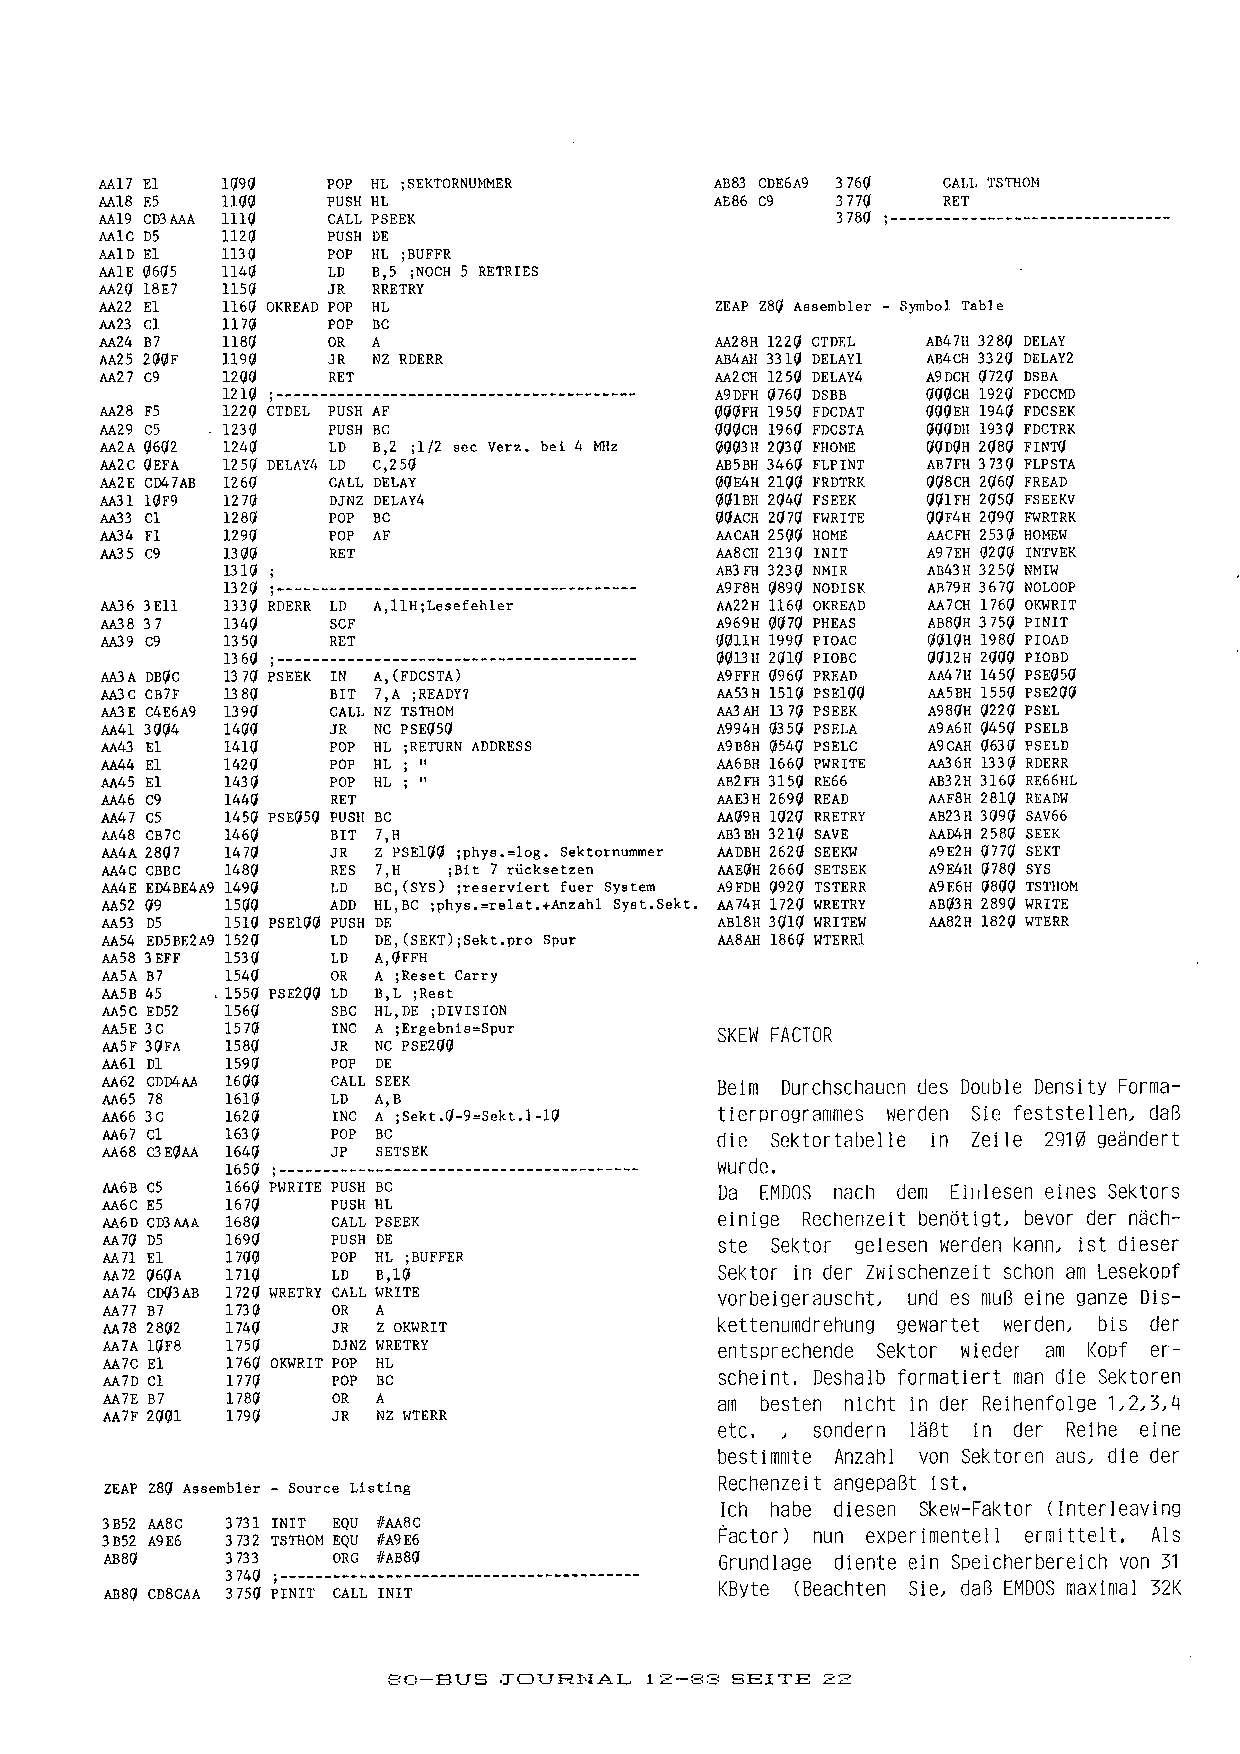 AA17 E1 1090 POP HL ;SEKTORNUMMER
AA18 E5 1100 PUSH HL
AA19 CD3AAA 1110 CALL PSEEK
AA1C D5 1120 PUSH DE
AA1D E1 1130 POP HL ;BUFFR
AA1E 0605 1140 LD B,5 ;NOCH 5 RETRIES
AA20 18E7 1150 JR RRETRY
AA22 E1 1160 OKREAD POP HL
AA23 C1 1170 POP BC
AA24 B7 1180 OR A
AA25 200F 1190 JR NZ RDERR
AA27 C9 1200 RET
1210 ;-----------------------------------------
AA28 F5 1220 CTDEL PUSH AF
AA29 C5 1230 PUSH BC
AA2A 0602 1240 LD B,2 ;1/2 sec Verz. bei 4 MHz
AA2C 0EFA 1250 DELAY4 LD C,250
AA2E CD47AB 1260 CALL DELAY
AA31 10F9 1270 DJNZ DELAY4
AA33 C1 1280 POP BC
AA34 F1 1290 POP AF
AA35 C9 1300 RET
1310 ;
1320 ;-----------------------------------------
AA36 3E11 1330 RDERR LD A,11H;Lesefehler
AA38 37 1340 SCF
AA39 C9 1350 RET
1360 ;-----------------------------------------
AA3A DB0C 1370 PSEEK IN A,(FDCSTA)
AA3C CB7F 1380 BIT 7,A ;READY?
AA3E C4E6A9 1390 CALL NZ TSTHOM
AA41 3004 1400 JR NC PSE050
AA43 E1 1410 POP HL ;RETURN ADDRESS
AA44 E1 1420 POP HL ; "
AA45 E1 1430 POP HL ; "
AA46 C9 1440 RET
AA47 C5 1450 PSE050 PUSH BC
AA48 CB7C 1460 BIT 7,H
AA4A 2807 1470 JR Z PSE100 ;phys.=log. Sektornummer
AA4C CBBC 1480 RES 7,H ;Bit 7 rücksetzen
AA4E ED4BE4A9 1490 LD BC,(SYS) ;reserviert fuer System
AA52 09 1500 ADD HL,BC ;phys.=relat.+Anzahl Syst.Sekt.
AA53 D5 1510 PSE100 PUSH DE
AA54 ED5BE2A9 1520 LD DE,(SEKT);Sekt.pro Spur
AA58 3EFF 1530 LD A,0FFH
AA5A B7 1540 OR A ;Reset Carry
AA5B 45 1550 PSE200 LD B,L ;Rest
AA5C ED52 1560 SBC HL,DE ;DIVISION
AA5E 3C 1570 INC A ;Ergebnis=Spur
AA5F 30FA 1580 JR NC PSE200
AA61 D1 1590 POP DE
AA62 CDD4AA 1600 CALL SEEK
AA65 78 1610 LD A,B
AA66 3C 1620 INC A ;Sekt.0-9=Sekt.1-10
AA67 C1 1630 POP BC
AA68 C3E0AA 1640 JP SETSEK
1650 ;-----------------------------------------
AA6B C5 1660 PWRITE PUSH BC
AA6C E5 1670 PUSH HL
AA6D CD3AAA 1680 CALL PSEEK
AA70 D5 1690 PUSH DE
AA71 E1 1700 POP HL ;BUFFER
AA72 060A 1710 LD B,10
AA74 CD03AB 1720 WRETRY CALL WRITE
AA77 B7 1730 OR A
AA78 2802 1740 JR Z OKWRIT
AA7A 10F8 1750 DJNZ WRETRY
AA7C E1 1760 OKWRIT POP HL
AA7D C1 1770 POP BC
AA7E B7 1780 OR A
AA7F 2001 1790 JR NZ WTERR
ZEAP Z80 Assembler - Source Listing
3B52 AA8C 3731 INIT EQU #AA8C
3B52 A9E6 3732 TSTHOM EQU #A9E6
AB80 3733 ORG #AB80
3740 ;-----------------------------------------
AB80 CD8CAA 3750 PINIT CALL INIT
AB83 CDE6A9 3760 CALL TSTHOM
AB86 C9 3770 RET
3780 ;--------------------------------
ZEAP Z80 Assembler - Symbol Table
AA28H 1220 CTDEL AB47H 3280 DELAY
AB4AH 3310 DELAY1 AB4CH 3320 DELAY2
AA2CH 1250 DELAY4 A9DCH 0720 DSBA
A9DFH 0760 DSBB 000CH 1920 FDCCMD
000FH 1950 FDCDAT 000EH 1940 FDCSEK
000CH 1960 FDCSTA 000DH 1930 FDCTRK
0003H 2030 FHOME 00D0H 2080 FINT0
AB5BH 3460 FLPINT AB7FH 3730 FLPSTA
00E4H 2100 FRDTRK 008CH 2060 FREAD
001BH 2040 FSEEK 001FH 2050 FSEEKV
00ACH 2070 FWRITE 00F4H 2090 FWRTRK
AACAH 2500 HOME AACFH 2530 HOMEW
AA8CH 2130 INIT A97EH 0200 INTVEK
AB3FH 3230 NMIR AB43H 3250 NMIW
A9F8H 0890 NODISK AB79H 3670 NOLOOP
AA22H 1160 OKREAD AA7CH 1760 OKWRIT
A969H 0070 PHEAS AB80H 3750 PINIT
0011H 1990 PIOAC 0010H 1980 PIOAD
0013H 2010 PIOBC 0012H 2000 PIOBD
A9FFH 0960 PREAD AA47H 1450 PSE050
AA53H 1510 PSE100 AA5BH 1550 PSE200
AA3AH 1370 PSEEK A980H 0220 PSEL
A994H 0350 PSELA A9A6H 0450 PSELB
A9B8H 0540 PSELC A9CAH 0630 PSELD
AA6BH 1660 PWRITE AA36H 1330 RDERR
AB2FH 3150 RE66 AB32H 3160 RE66HL
AAE3H 2690 READ AAF8H 2810 READW
AA09H 1020 RRETRY AB23H 3090 SAV66
AB3BH 3210 SAVE AAD4H 2580 SEEK
AADBH 2620 SEEKW A9E2H 0770 SEKT
AAE0H 2660 SETSEK A9E4H 0780 SYS
A9FDH 0920 TSTERR A9E6H 0800 TSTHOM
AA74H 1720 WRETRY AB03H 2890 WRITE
AB18H 3010 WRITEW AA82H 1820 WTERR
AA8AH 1860 WTERR1
SKEW FACTOR
Beim Durchschauen des Double Density Forma-
tierprogrammes werden Sie feststellen, daß
die Sektortabelle in Zeile 2910 geändert
wurde.
Da EMDOS nach dem Einlesen eines Sektors
einige Rechenzeit benötigt, bevor der näch-
ste Sektor gelesen werden kann, ist dieser
Sektor in der Zwischenzeit schon am Lesekopf
vorbeigerauscht, und es muß eine ganze Dis-
kettenumdrehung gewartet werden, bis der
entsprechende Sektor wieder am Kopf er-
scheint. Deshalb formatiert man die Sektoren
am besten nicht in der Reihenfolge 1,2,3,4
etc. , sondern läßt in der Reihe eine
bestimmte Anzahl von Sektoren aus, die der
Rechenzeit angepaßt ist.
Ich habe diesen Skew-Faktor (Interleaving
Factor) nun experimentell ermittelt. Als
Grundlage diente ein Speicherbereich von 31
KByte (Beachten Sie, daß EMDOS maximal 32K
80-BUS JOURNAL 12-83 SEITE 22